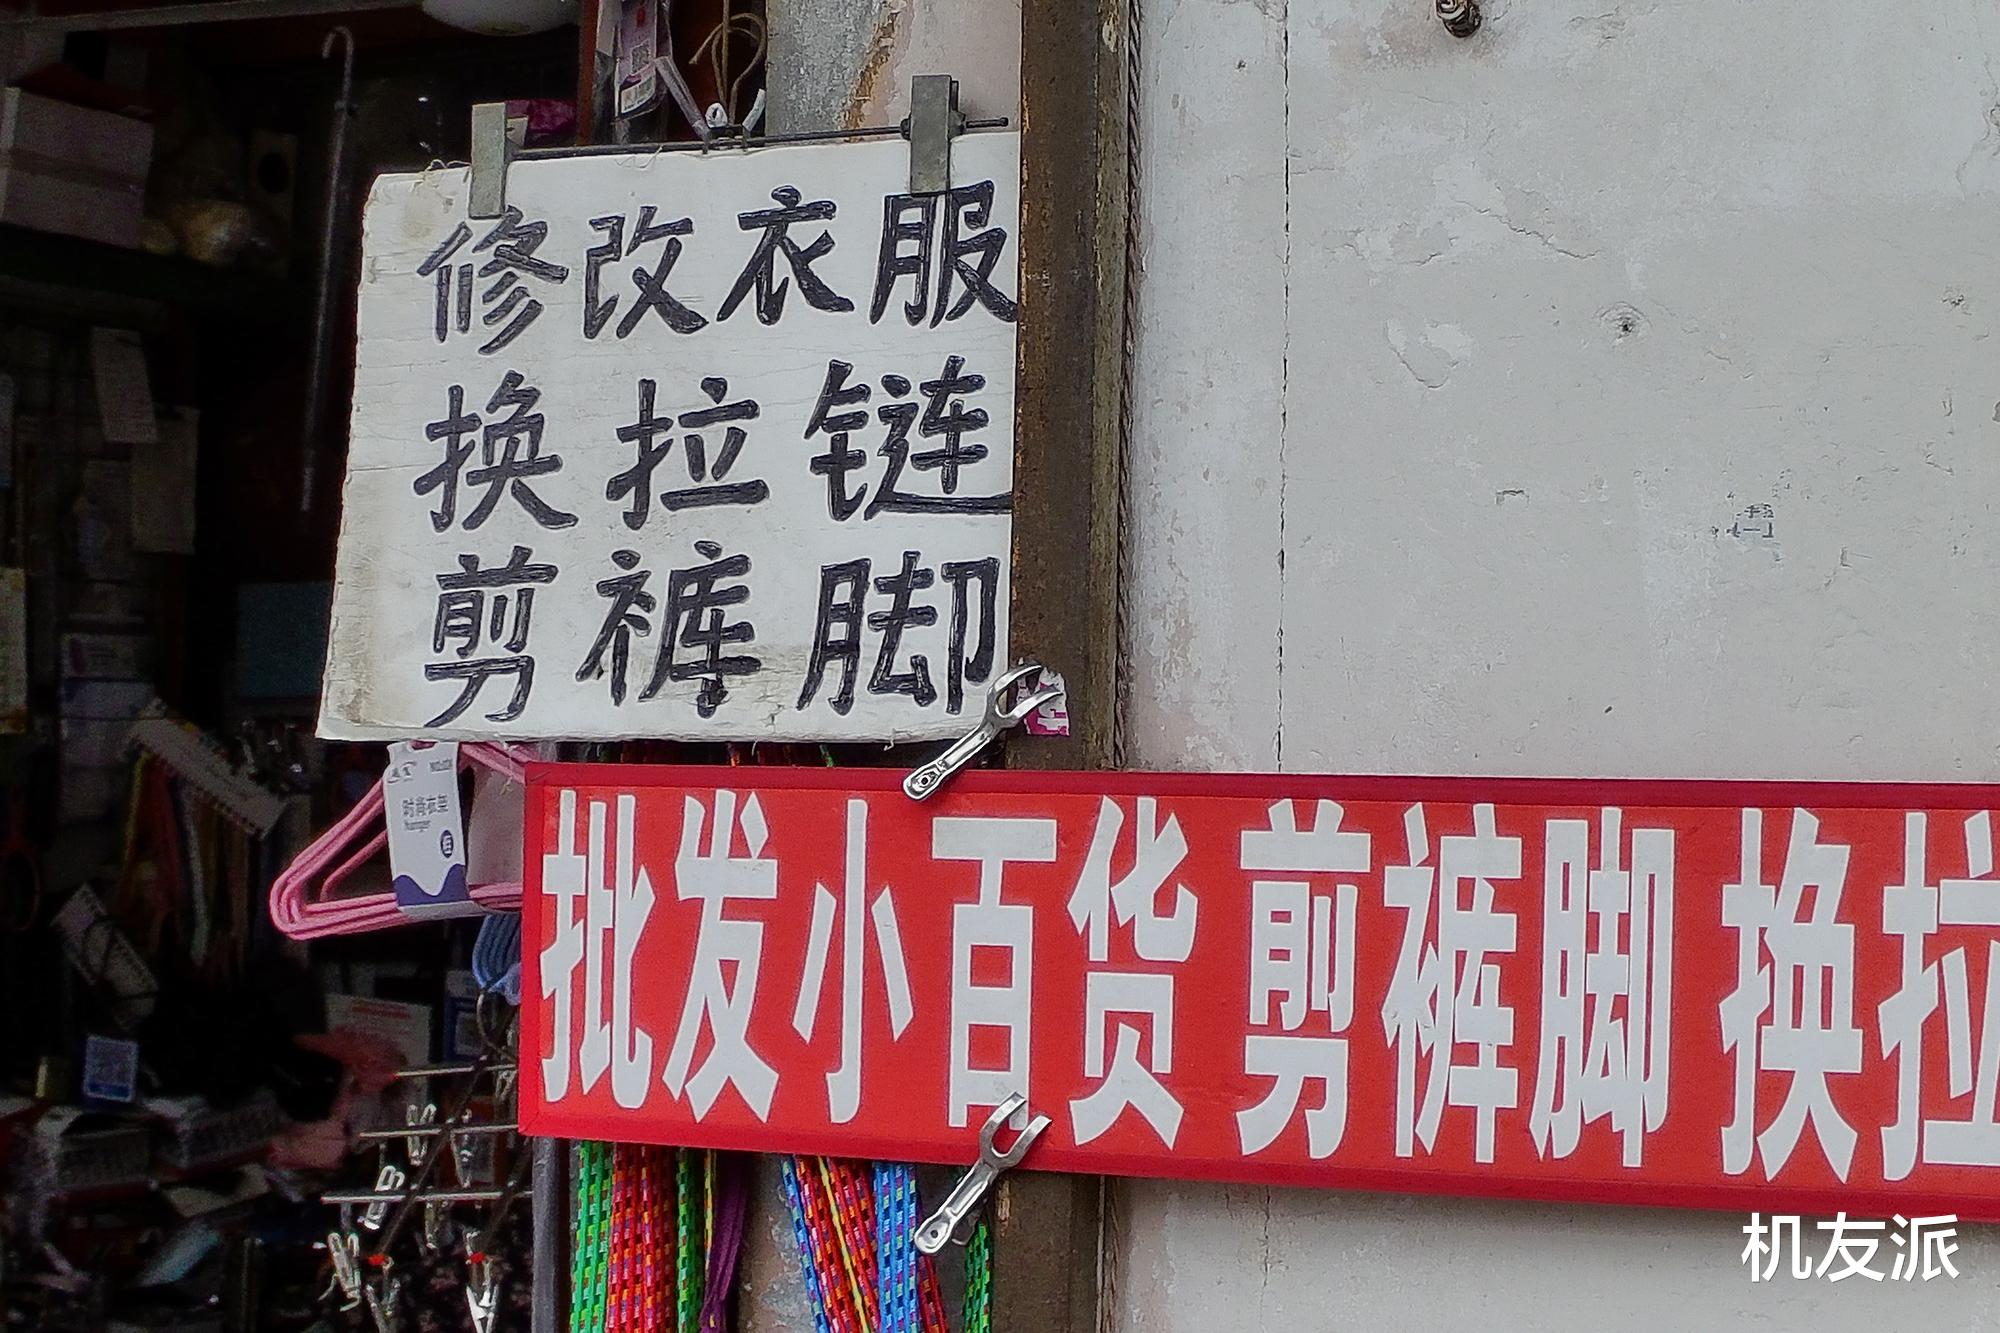 修改衣服
换拉链
剪裤脚
批发小百货 剪裤脚 换拉
机友派